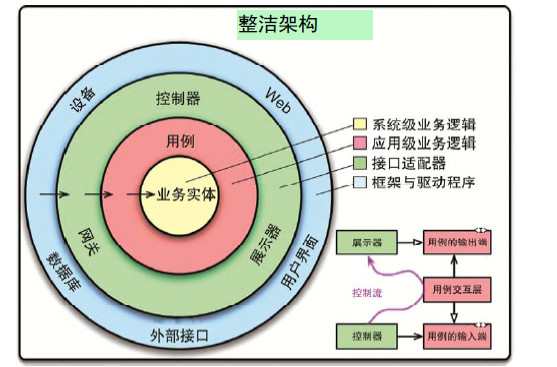 整洁架构
设备
Web
控制器
用例
业务实体
网关
展示器
数据库
用户界面
外部接口
系统级业务逻辑
应用级业务逻辑
接口适配器
框架与驱动程序
展示器
用例的输出端
控制流
用例交互层
控制器
用例的输入端